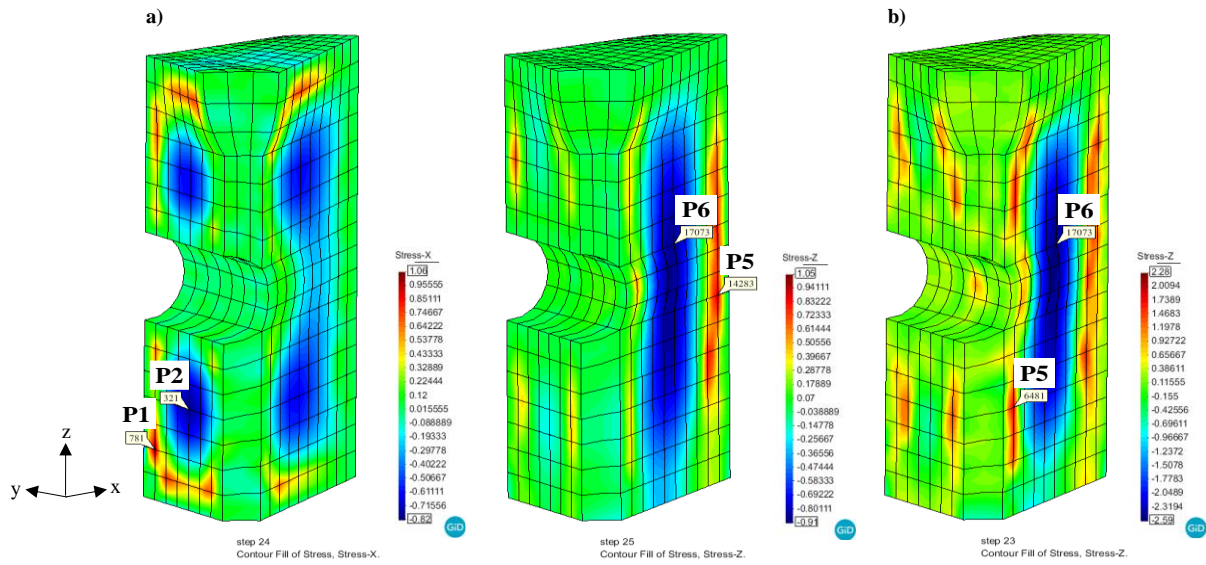 a)
b)
P2
321
P1
781
z
y
x
Stress-X
1.06
0.95555
0.85111
0.74667
0.64222
0.53778
0.43333
0.32889
0.22444
0.12
0.015555
-0.088889
-0.19333
-0.29778
-0.40222
-0.50667
-0.61111
-0.71556
-0.82
GiD
step 24
Contour Fill of Stress, Stress-X.
P6
17073
P5
14283
Stress-Z
1.05
0.94111
0.83222
0.72333
0.61444
0.50556
0.39667
0.28778
0.17889
0.07
-0.038889
-0.14778
-0.25667
-0.36556
-0.47444
-0.58333
-0.69222
-0.80111
-0.91
GiD
step 25
Contour Fill of Stress, Stress-Z.
P6
17073
P5
6481
Stress-Z
2.28
2.0094
1.7389
1.4683
1.1978
0.92722
0.65667
0.38611
0.11555
-0.155
-0.42556
-0.69611
-0.96667
-1.2372
-1.5078
-1.7783
-2.0489
-2.3194
-2.59
GiD
step 23
Contour Fill of Stress, Stress-Z.